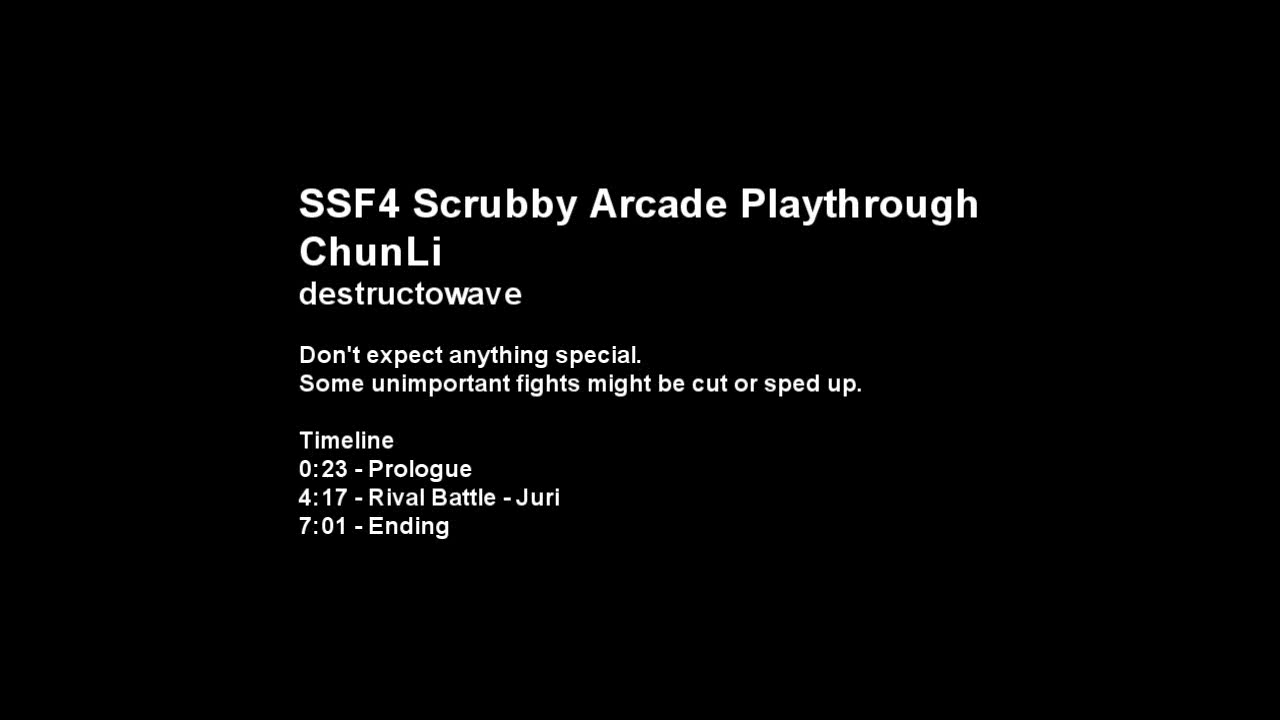 SSF4 Scrubby Arcade Playthrough
ChunLi
destructowave
Don't expect anything special.
Some unimportant fights might be cut or sped up.
Timeline
0:23 - Prologue
4:17 - Rival Battle - Juri
7:01 - Ending